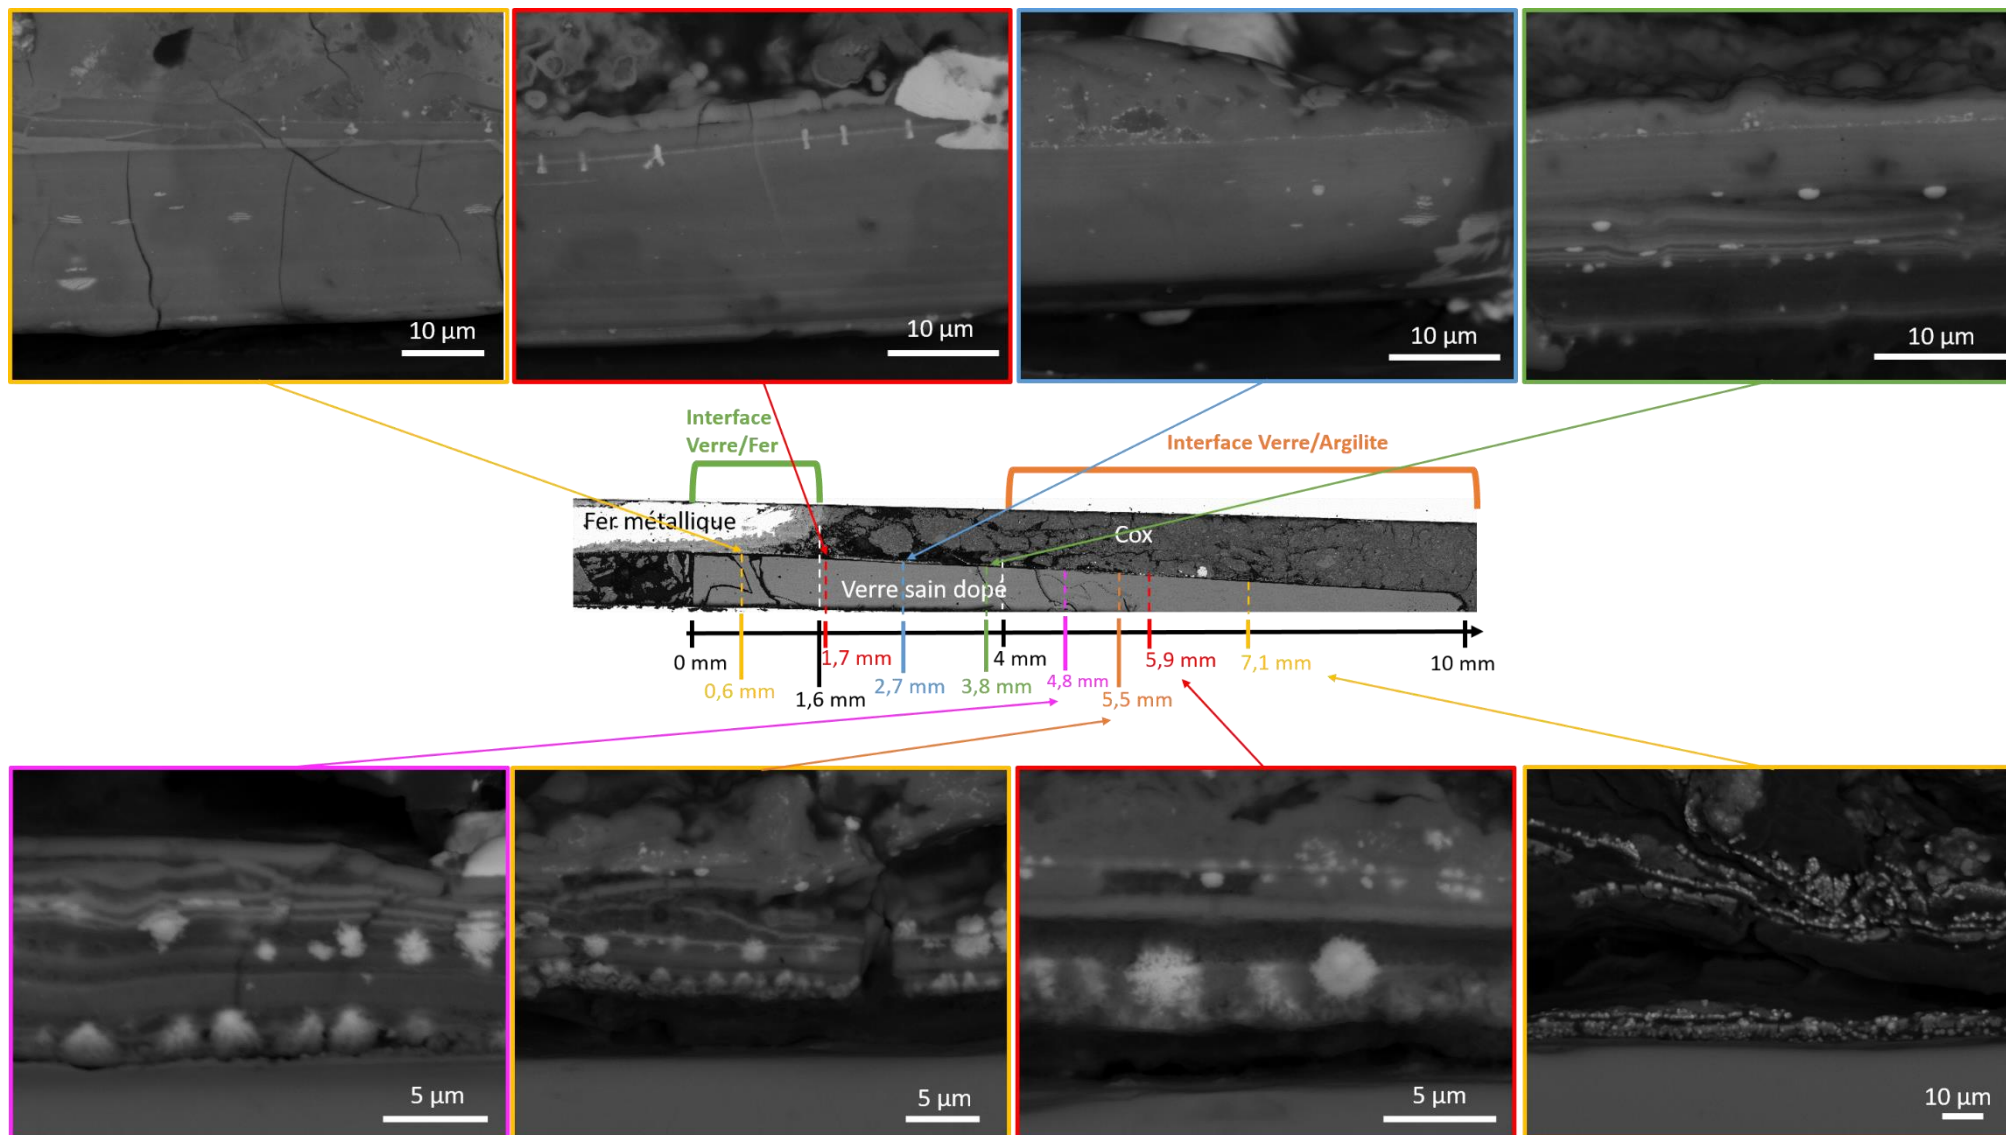 10 µm
10 µm
10 µm
10 µm
Interface
Verre/Fer
Interface Verre/Argilite
Fer métallique
Cox
Verre sain dopé
0 mm
0,6 mm
1,6 mm
1,7 mm
2,7 mm
3,8 mm
4 mm
4,8 mm
5,5 mm
5,9 mm
7,1 mm
10 mm
5 µm
5 µm
5 µm
10 µm